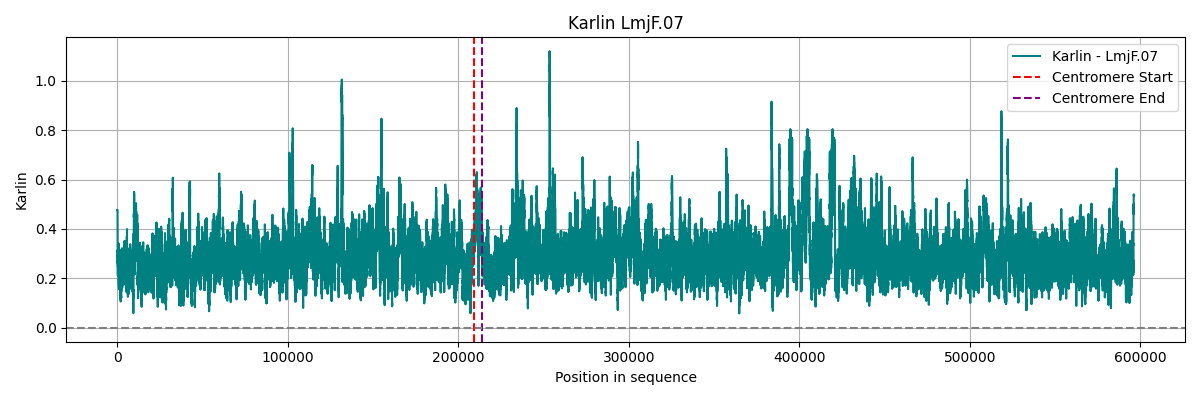 Karlin LmjF.07
Karlin - LmjF.07
Centromere Start
Centromere End
Karlin
1.0
0.8
0.6
0.4
0.2
0.0
0 100000 200000 300000 400000 500000 600000
Position in sequence